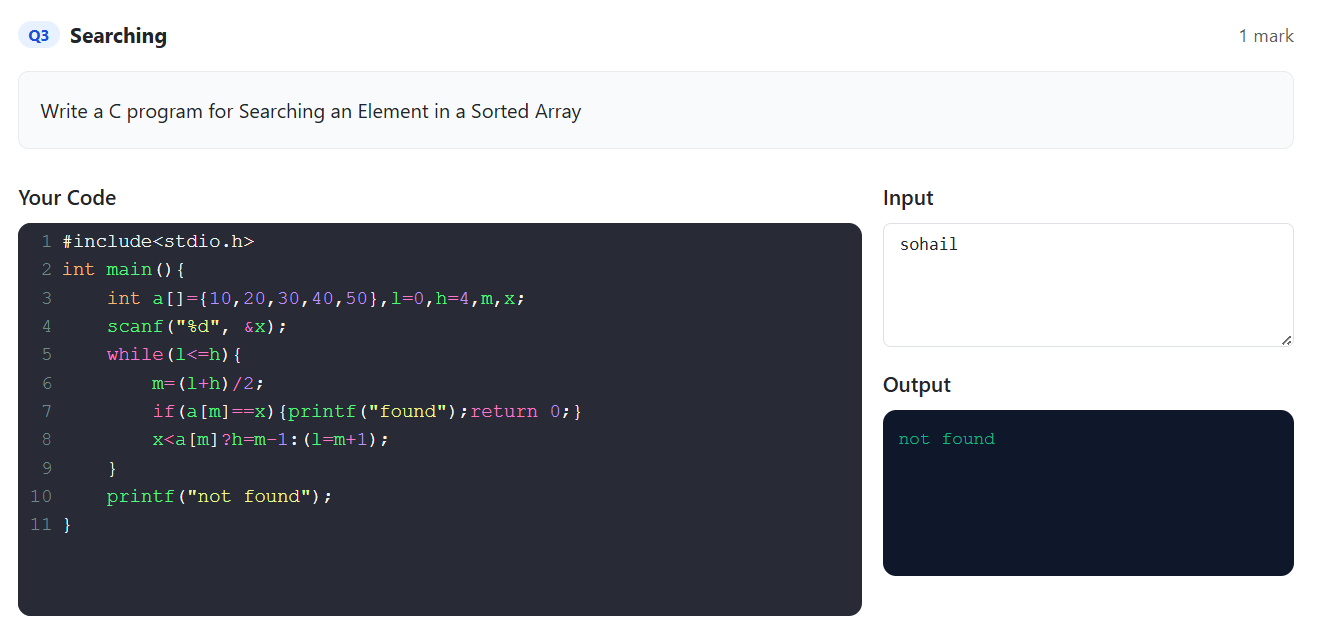 Q3 Searching 1 mark
Write a C program for Searching an Element in a Sorted Array
Your Code
1 #include<stdio.h>
2 int main(){
3     int a[]={10,20,30,40,50},l=0,h=4,m,x;
4     scanf("%d", &x);
5     while(l<=h){
6         m=(l+h)/2;
7         if(a[m]==x){printf("found");return 0;}
8         x<a[m]?h=m-1:(l=m+1);
9     }
10     printf("not found");
11 }
Input
sohail
Output
not found